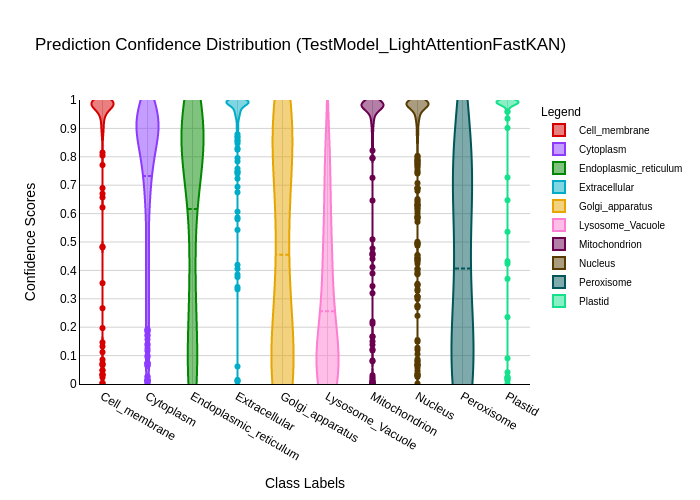 Prediction Confidence Distribution (TestModel_LightAttentionFastKAN)
Confidence Scores
1
0.9
0.8
0.7
0.6
0.5
0.4
0.3
0.2
0.1
0
Cell_membrane
Cytoplasm
Endoplasmic_reticulum
Extracellular
Golgi_apparatus
Lysosome_Vacuole
Mitochondrion
Nucleus
Peroxisome
Plastid
Class Labels
Legend
Cell_membrane
Cytoplasm
Endoplasmic_reticulum
Extracellular
Golgi_apparatus
Lysosome_Vacuole
Mitochondrion
Nucleus
Peroxisome
Plastid